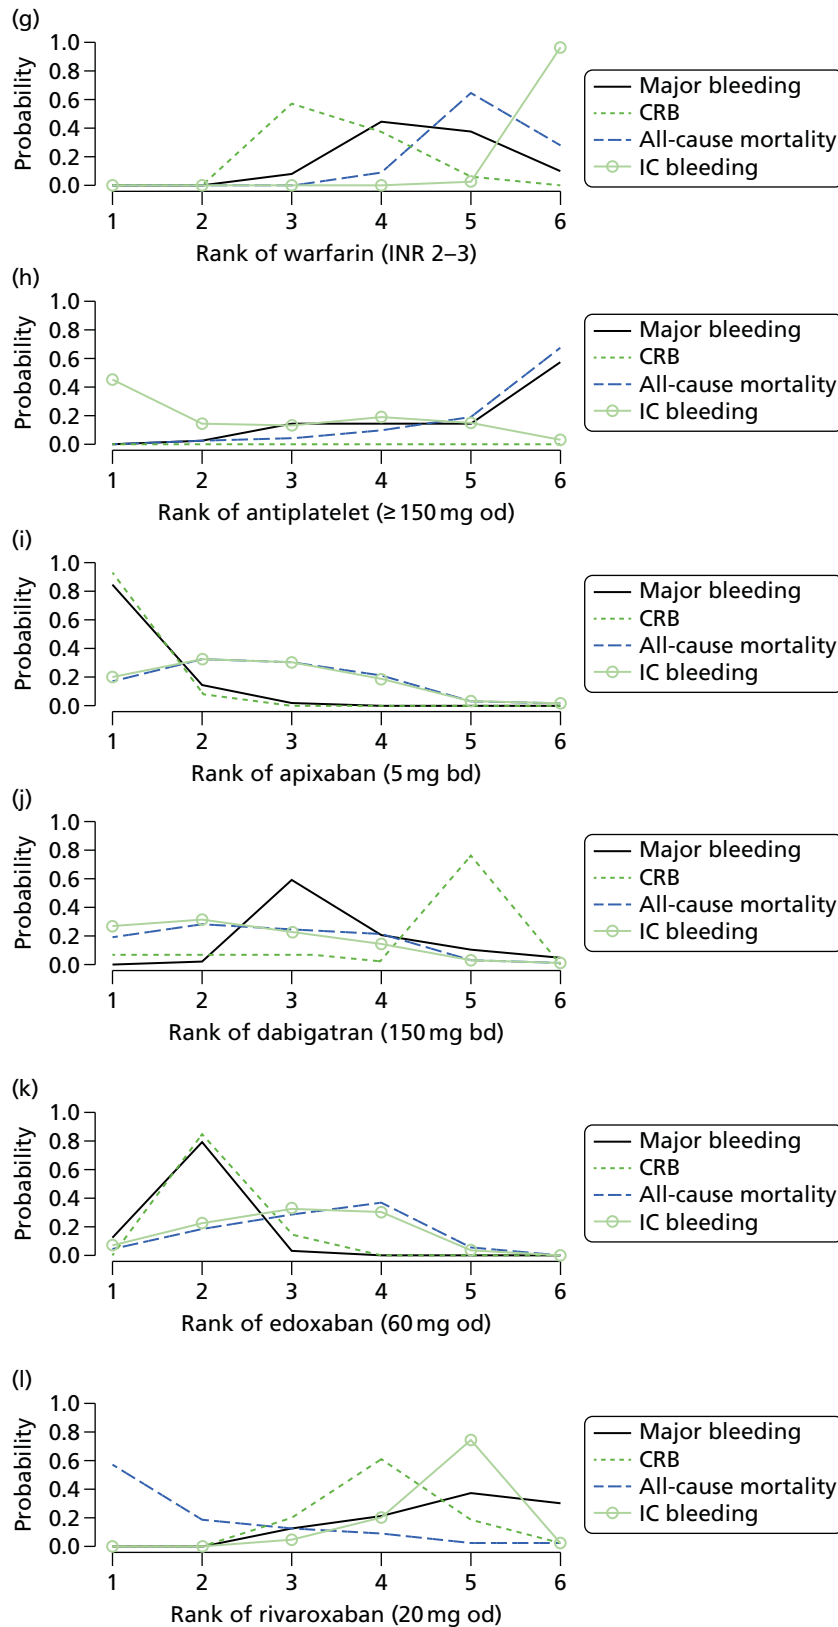 (g)
1.0
0.8
0.6
0.4
0.2
0.0
Probability
1 2 3 4 5 6
Rank of warfarin (INR 2–3)
Major bleeding
CRB
All-cause mortality
IC bleeding
(h)
1.0
0.8
0.6
0.4
0.2
0.0
Probability
1 2 3 4 5 6
Rank of antiplatelet (≥ 150 mg od)
Major bleeding
CRB
All-cause mortality
IC bleeding
(i)
1.0
0.8
0.6
0.4
0.2
0.0
Probability
1 2 3 4 5 6
Rank of apixaban (5 mg bd)
Major bleeding
CRB
All-cause mortality
IC bleeding
(j)
1.0
0.8
0.6
0.4
0.2
0.0
Probability
1 2 3 4 5 6
Rank of dabigatran (150 mg bd)
Major bleeding
CRB
All-cause mortality
IC bleeding
(k)
1.0
0.8
0.6
0.4
0.2
0.0
Probability
1 2 3 4 5 6
Rank of edoxaban (60 mg od)
Major bleeding
CRB
All-cause mortality
IC bleeding
(l)
1.0
0.8
0.6
0.4
0.2
0.0
Probability
1 2 3 4 5 6
Rank of rivaroxaban (20 mg od)
Major bleeding
CRB
All-cause mortality
IC bleeding